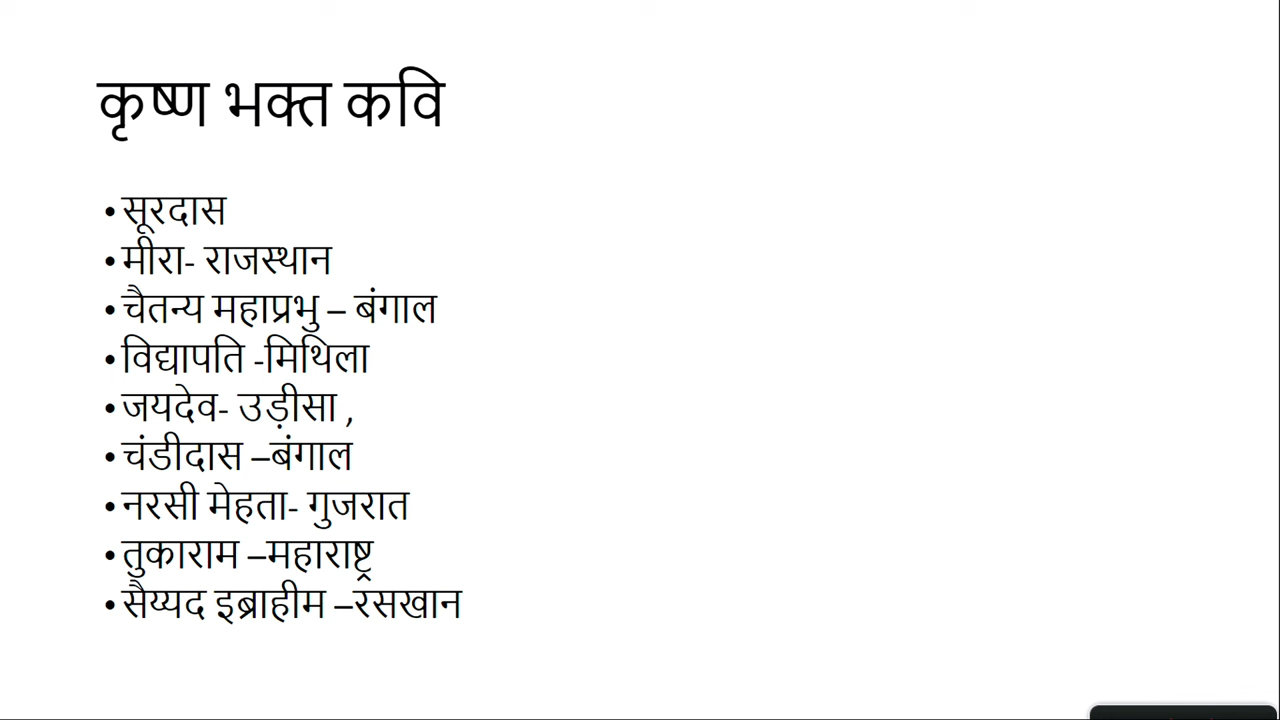 कृष्ण भक्त कवि
•सूरदास
•मीरा- राजस्थान
•चैतन्य महाप्रभु – बंगाल
•विद्यापति -मिथिला
•जयदेव- उड़ीसा ,
•चंडीदास –बंगाल
•नरसी मेहता- गुजरात
•तुकाराम –महाराष्ट्र
•सैय्यद इब्राहीम –रसखान